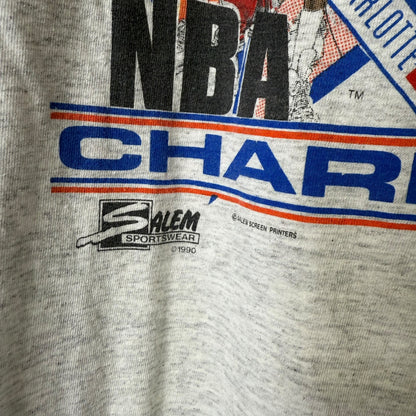 CHARLOTTE
NBA
TM
CHAR
SALEM
SPORTSWEAR
©1990
©SALEM SCREEN PRINTERS